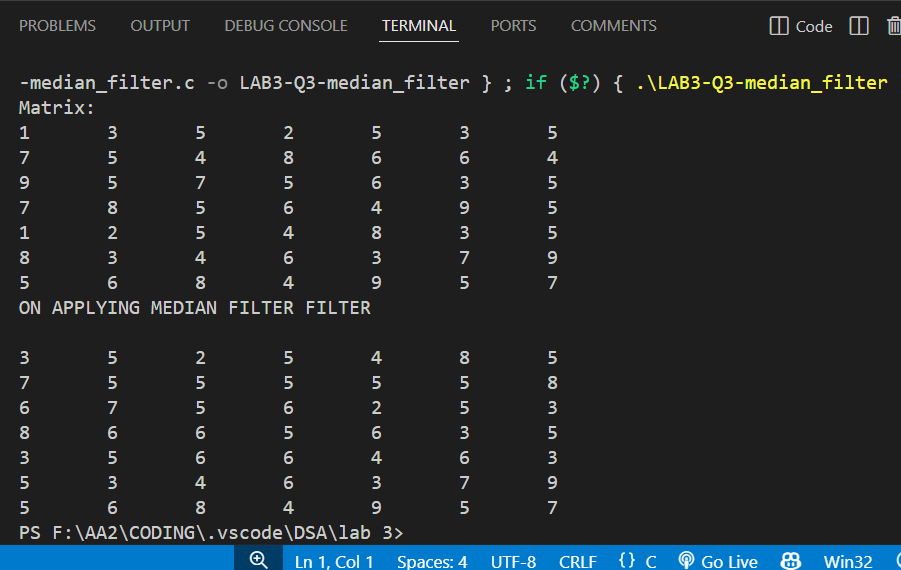 PROBLEMS OUTPUT DEBUG CONSOLE TERMINAL PORTS COMMENTS Code
-median_filter.c -o LAB3-Q3-median_filter } ; if ($?) { .\LAB3-Q3-median_filter
Matrix:
1 3 5 2 5 3 5
7 5 4 8 6 6 4
9 5 7 5 6 3 5
7 8 5 6 4 9 5
1 2 5 4 8 3 5
8 3 4 6 3 7 9
5 6 8 4 9 5 7
ON APPLYING MEDIAN FILTER FILTER
3 5 2 5 4 8 5
7 5 5 5 5 5 8
6 7 5 6 2 5 3
8 6 6 5 6 3 5
3 5 6 6 4 6 3
5 3 4 6 3 7 9
5 6 8 4 9 5 7
PS F:\AA2\CODING\.vscode\DSA\lab 3>
Ln 1, Col 1 Spaces: 4 UTF-8 CRLF {} C Go Live Win32